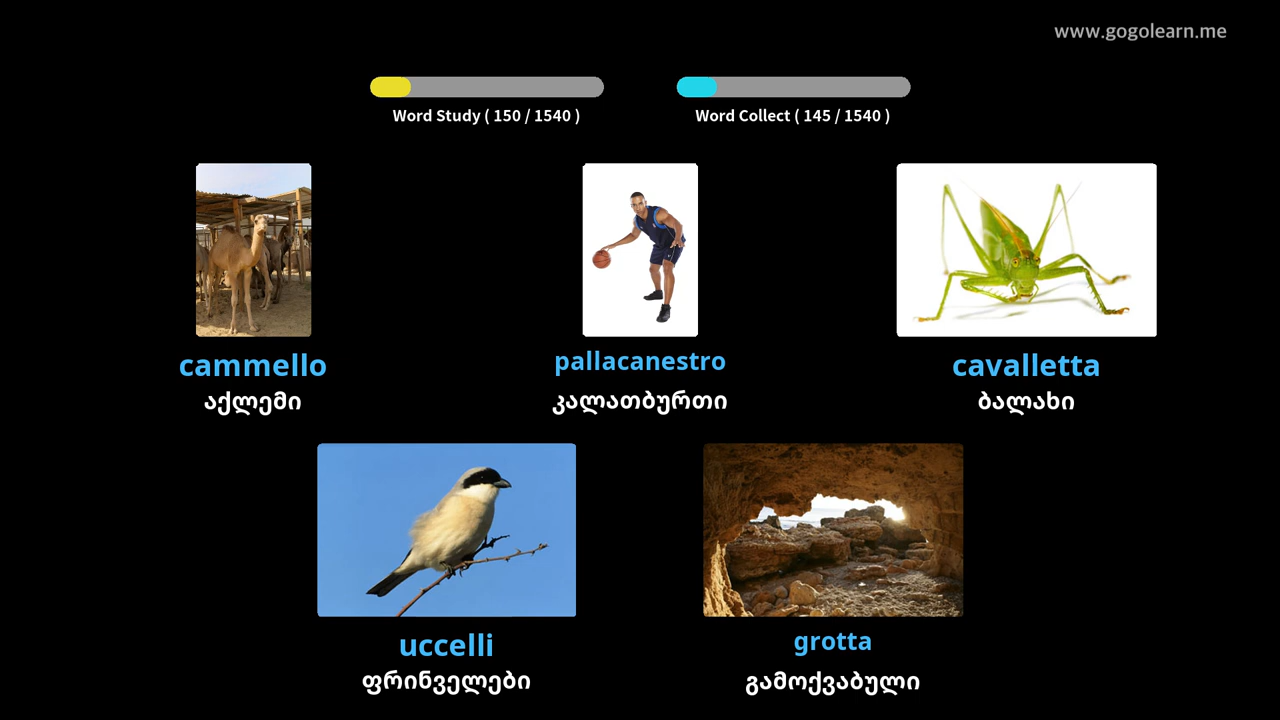 www.gogolearn.me
Word Study ( 150 / 1540 )
Word Collect ( 145 / 1540 )
cammello
აქლემი
pallacanestro
კალათბურთი
cavalletta
ბალახი
uccelli
ფრინველები
grotta
გამოქვაბული